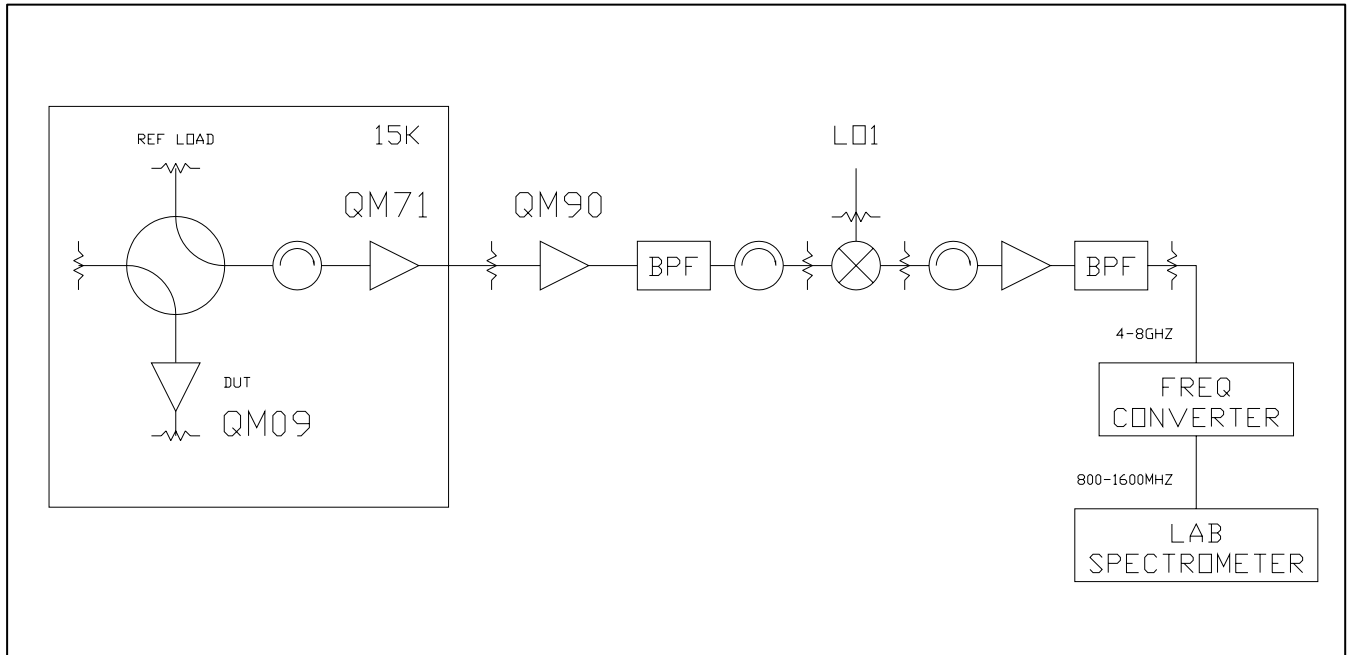 REF LOAD
15K
QM71
QM90
LO1
BPF
BPF
DUT
QM09
4-8GHZ
FREQ
CONVERTER
800-1600MHZ
LAB
SPECTROMETER